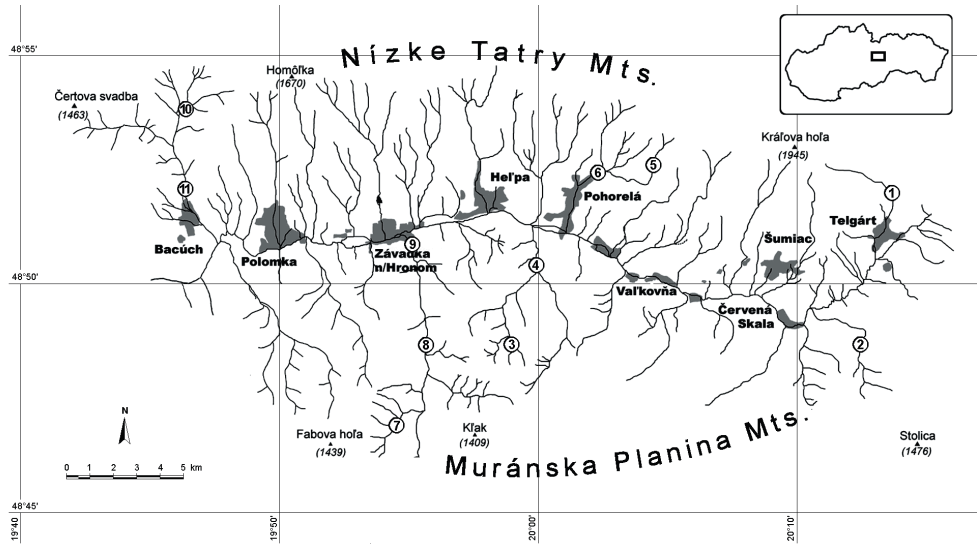 48°55'
Nízke Tatry Mts.
Homôľka
(1670)
Čertova svadba
(1463)
10
Kráľova hoľa
(1945)
5
6
1
11
Heľpa
Pohorelá
Telgárt
Bacúch
Polomka
9
Závadka
n/Hronom
Šumiac
4
48°50'
Vaľkovňa
Červená
Skala
8
3
2
7
N
Fabova hoľa
(1439)
Kľak
(1409)
Stolica
(1476)
Muránska Planina Mts.
0 1 2 3 4 5 km
48°45'
19°40
19°50
20°00
20°10